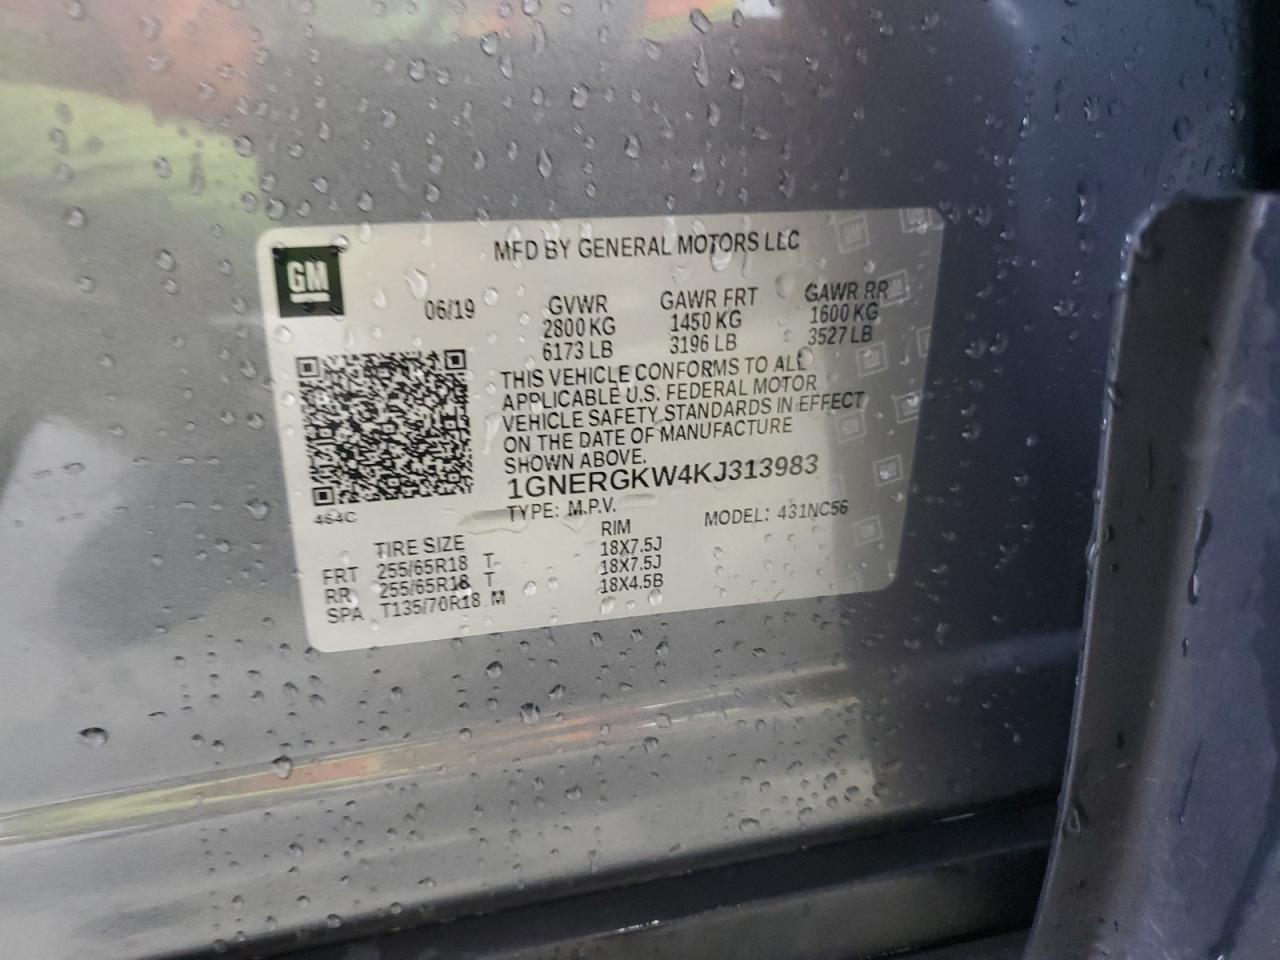 MFD BY GENERAL MOTORS LLC
GM
06/19
GVWR GAWR FRT GAWR RR
2800 KG 1450 KG 1600 KG
6173 LB 3196 LB 3527 LB
THIS VEHICLE CONFORMS TO ALL
APPLICABLE U.S. FEDERAL MOTOR
VEHICLE SAFETY STANDARDS IN EFFECT
ON THE DATE OF MANUFACTURE
SHOWN ABOVE.
1GNERGKW4KJ313983
464C
TYPE: M.P.V. MODEL: 431NC56
TIRE SIZE RIM
FRT 255/65R18 T 18X7.5J
RR 255/65R18 T 18X7.5J
SPA T135/70R18 M 18X4.5B